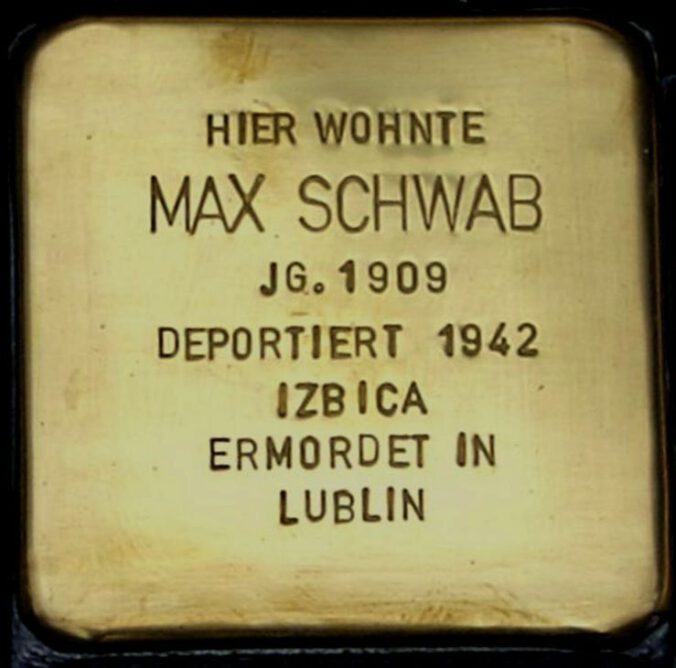 HIER WOHNTE
MAX SCHWAB
JG. 1909
DEPORTIERT 1942
IZBICA
ERMORDET IN
LUBLIN